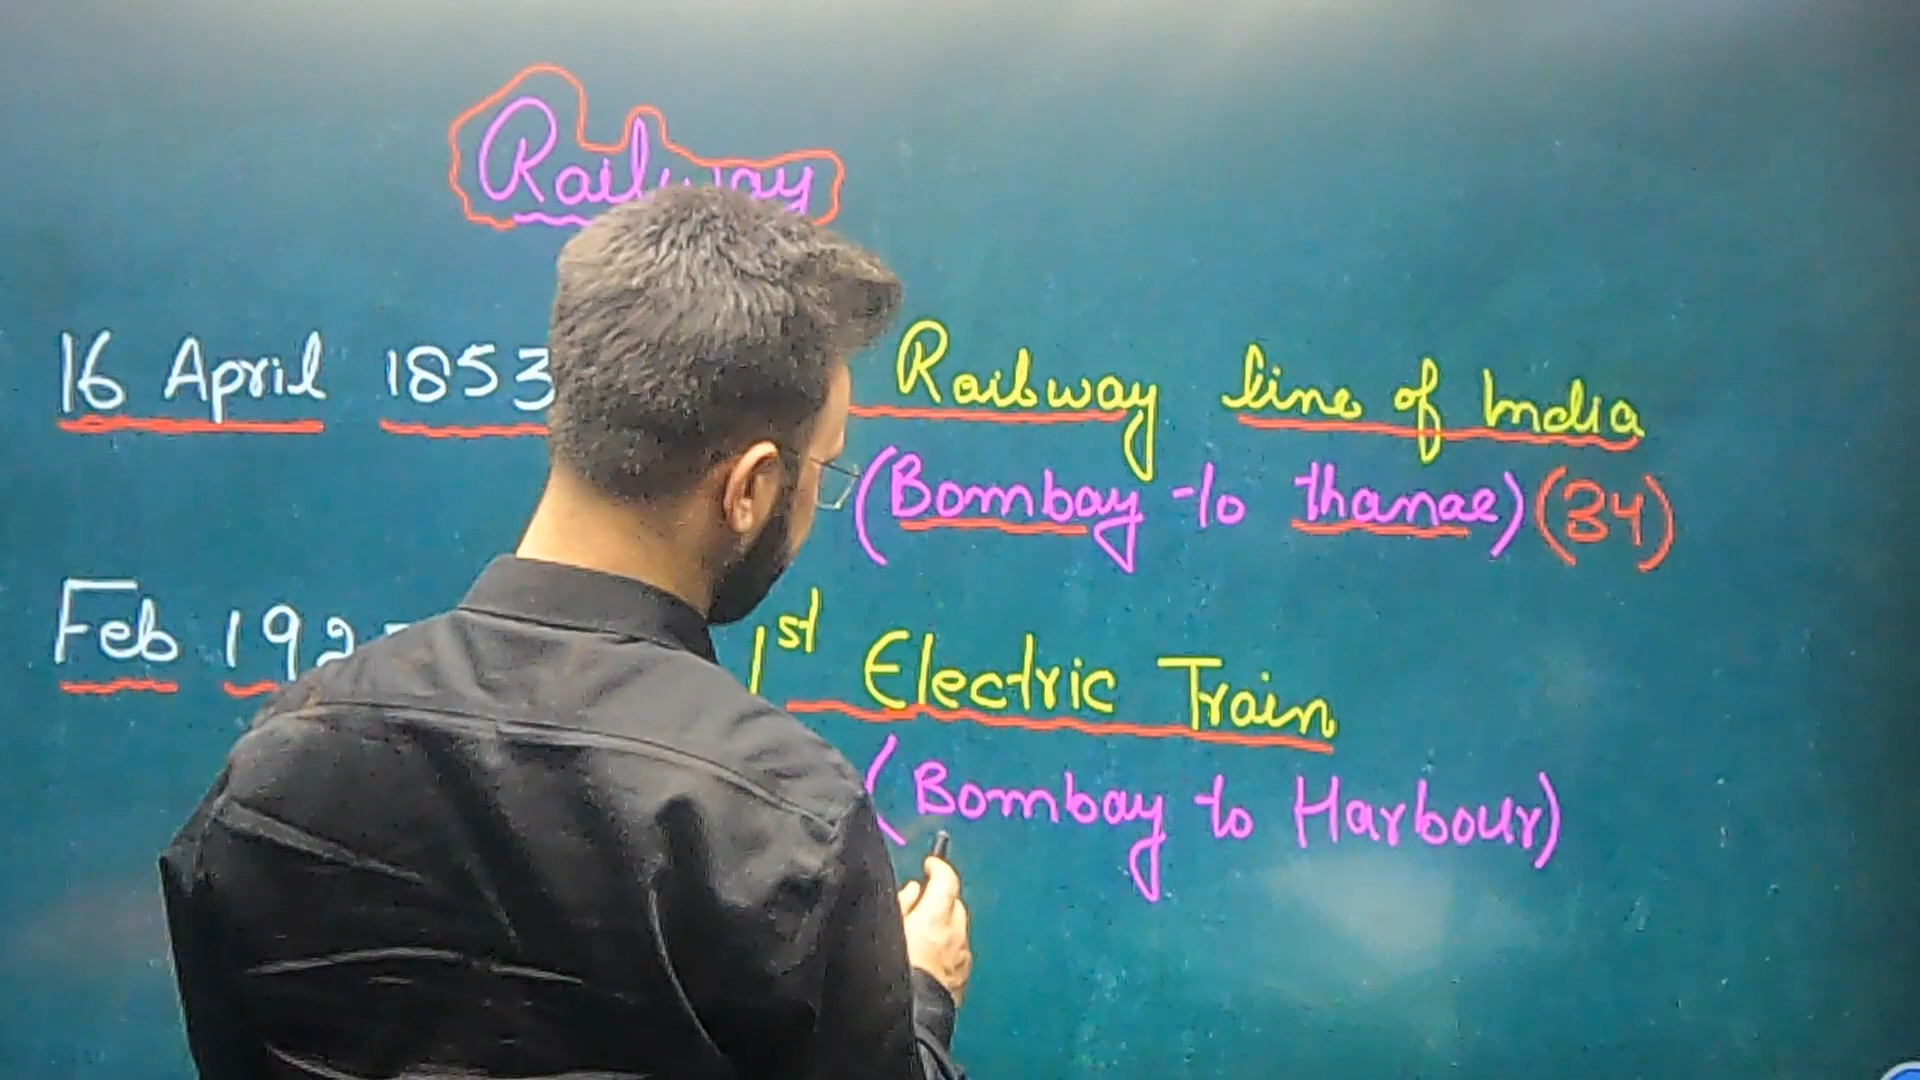 Railway
16 April 1853 Railway line of India
(Bombay to thanae) (34)
Feb 1st Electric Train
(Bombay to Harbour)